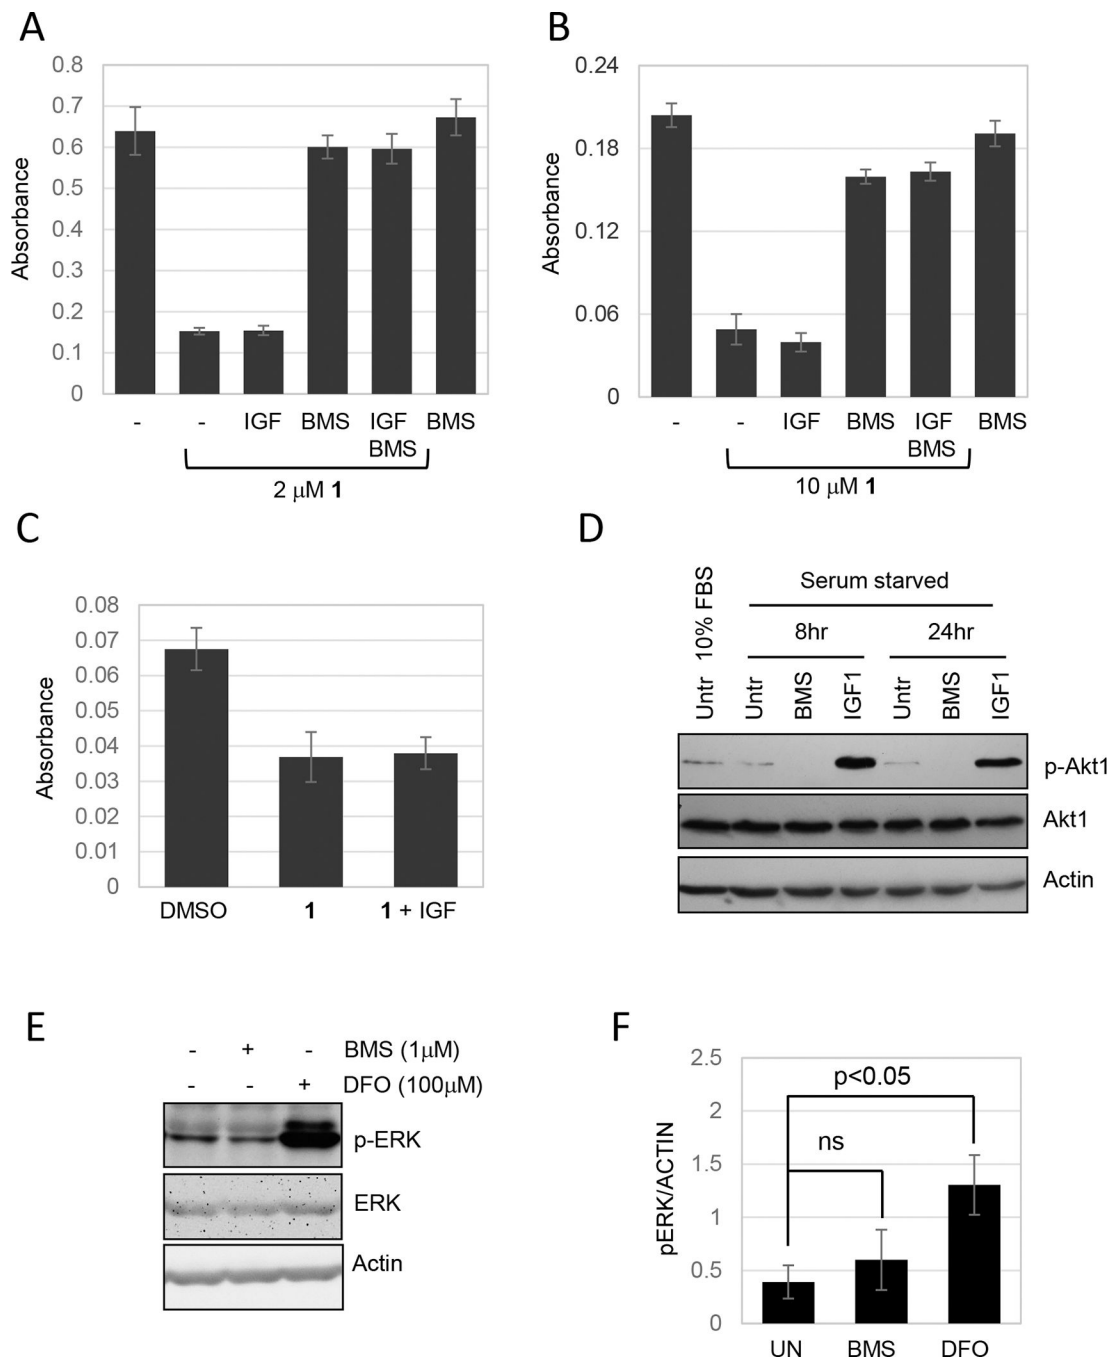 A
0.8
0.7
0.6
0.5
0.4
0.3
0.2
0.1
0
Absorbance
- - IGF BMS IGF BMS
BMS
2 μM 1
B
0.24
0.18
0.12
0.06
0
Absorbance
- - IGF BMS IGF BMS
BMS
10 μM 1
C
0.08
0.07
0.06
0.05
0.04
0.03
0.02
0.01
0
Absorbance
DMSO 1 1 + IGF
D
10% FBS
Serum starved
8hr 24hr
Untr Untr BMS IGF1 Untr BMS IGF1
p-Akt1
Akt1
Actin
E
- + - BMS (1μM)
- - + DFO (100μM)
p-ERK
ERK
Actin
F
2.5
2
1.5
1
0.5
0
pERK/ACTIN
p<0.05
ns
UN BMS DFO